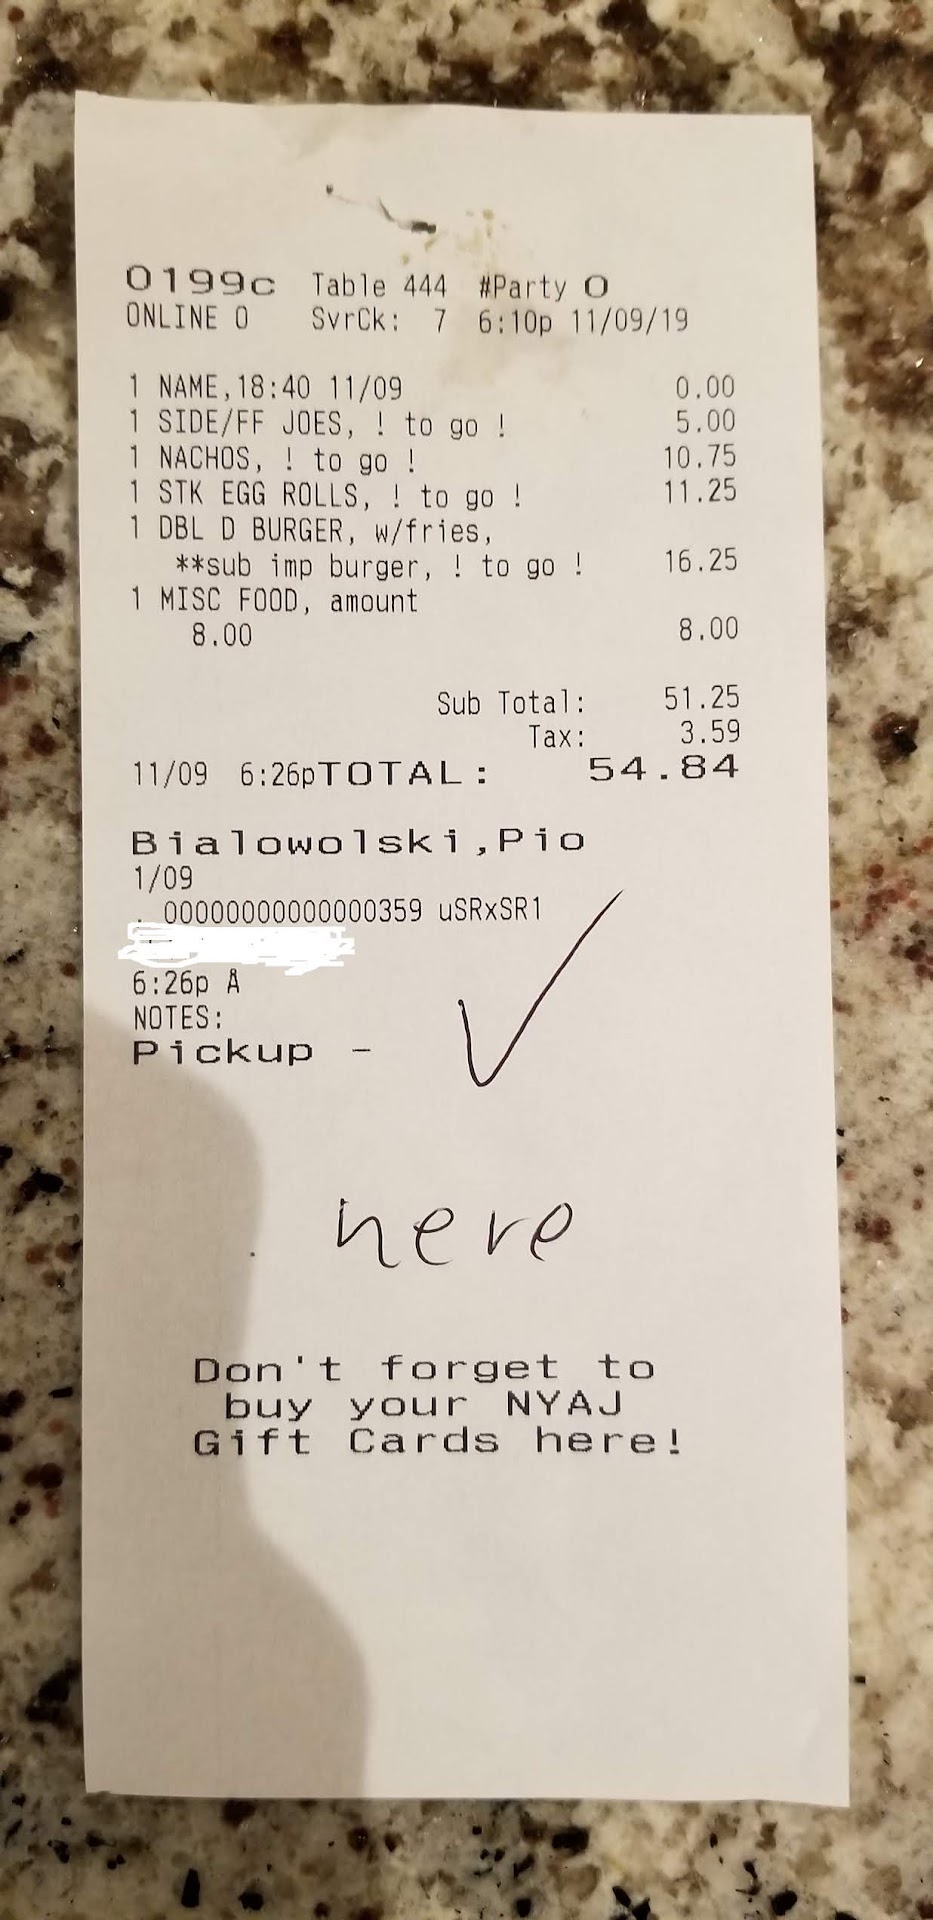 0199c Table 444 #Party 0
ONLINE O SvrCk: 7 6:10p 11/09/19
1 NAME,18:40 11/09 0.00
1 SIDE/FF JOES, ! to go ! 5.00
1 NACHOS, ! to go ! 10.75
1 STK EGG ROLLS, ! to go ! 11.25
1 DBL D BURGER, w/fries,
**sub imp burger, ! to go ! 16.25
1 MISC FOOD, amount
8.00 8.00
Sub Total: 51.25
Tax: 3.59
11/09 6:26pTOTAL: 54.84
Bialowolski,Pio
1/09
. 00000000000000359 uSRxSR1
6:26p Å
NOTES:
Pickup -
here
Don't forget to
buy your NYAJ
Gift Cards here!